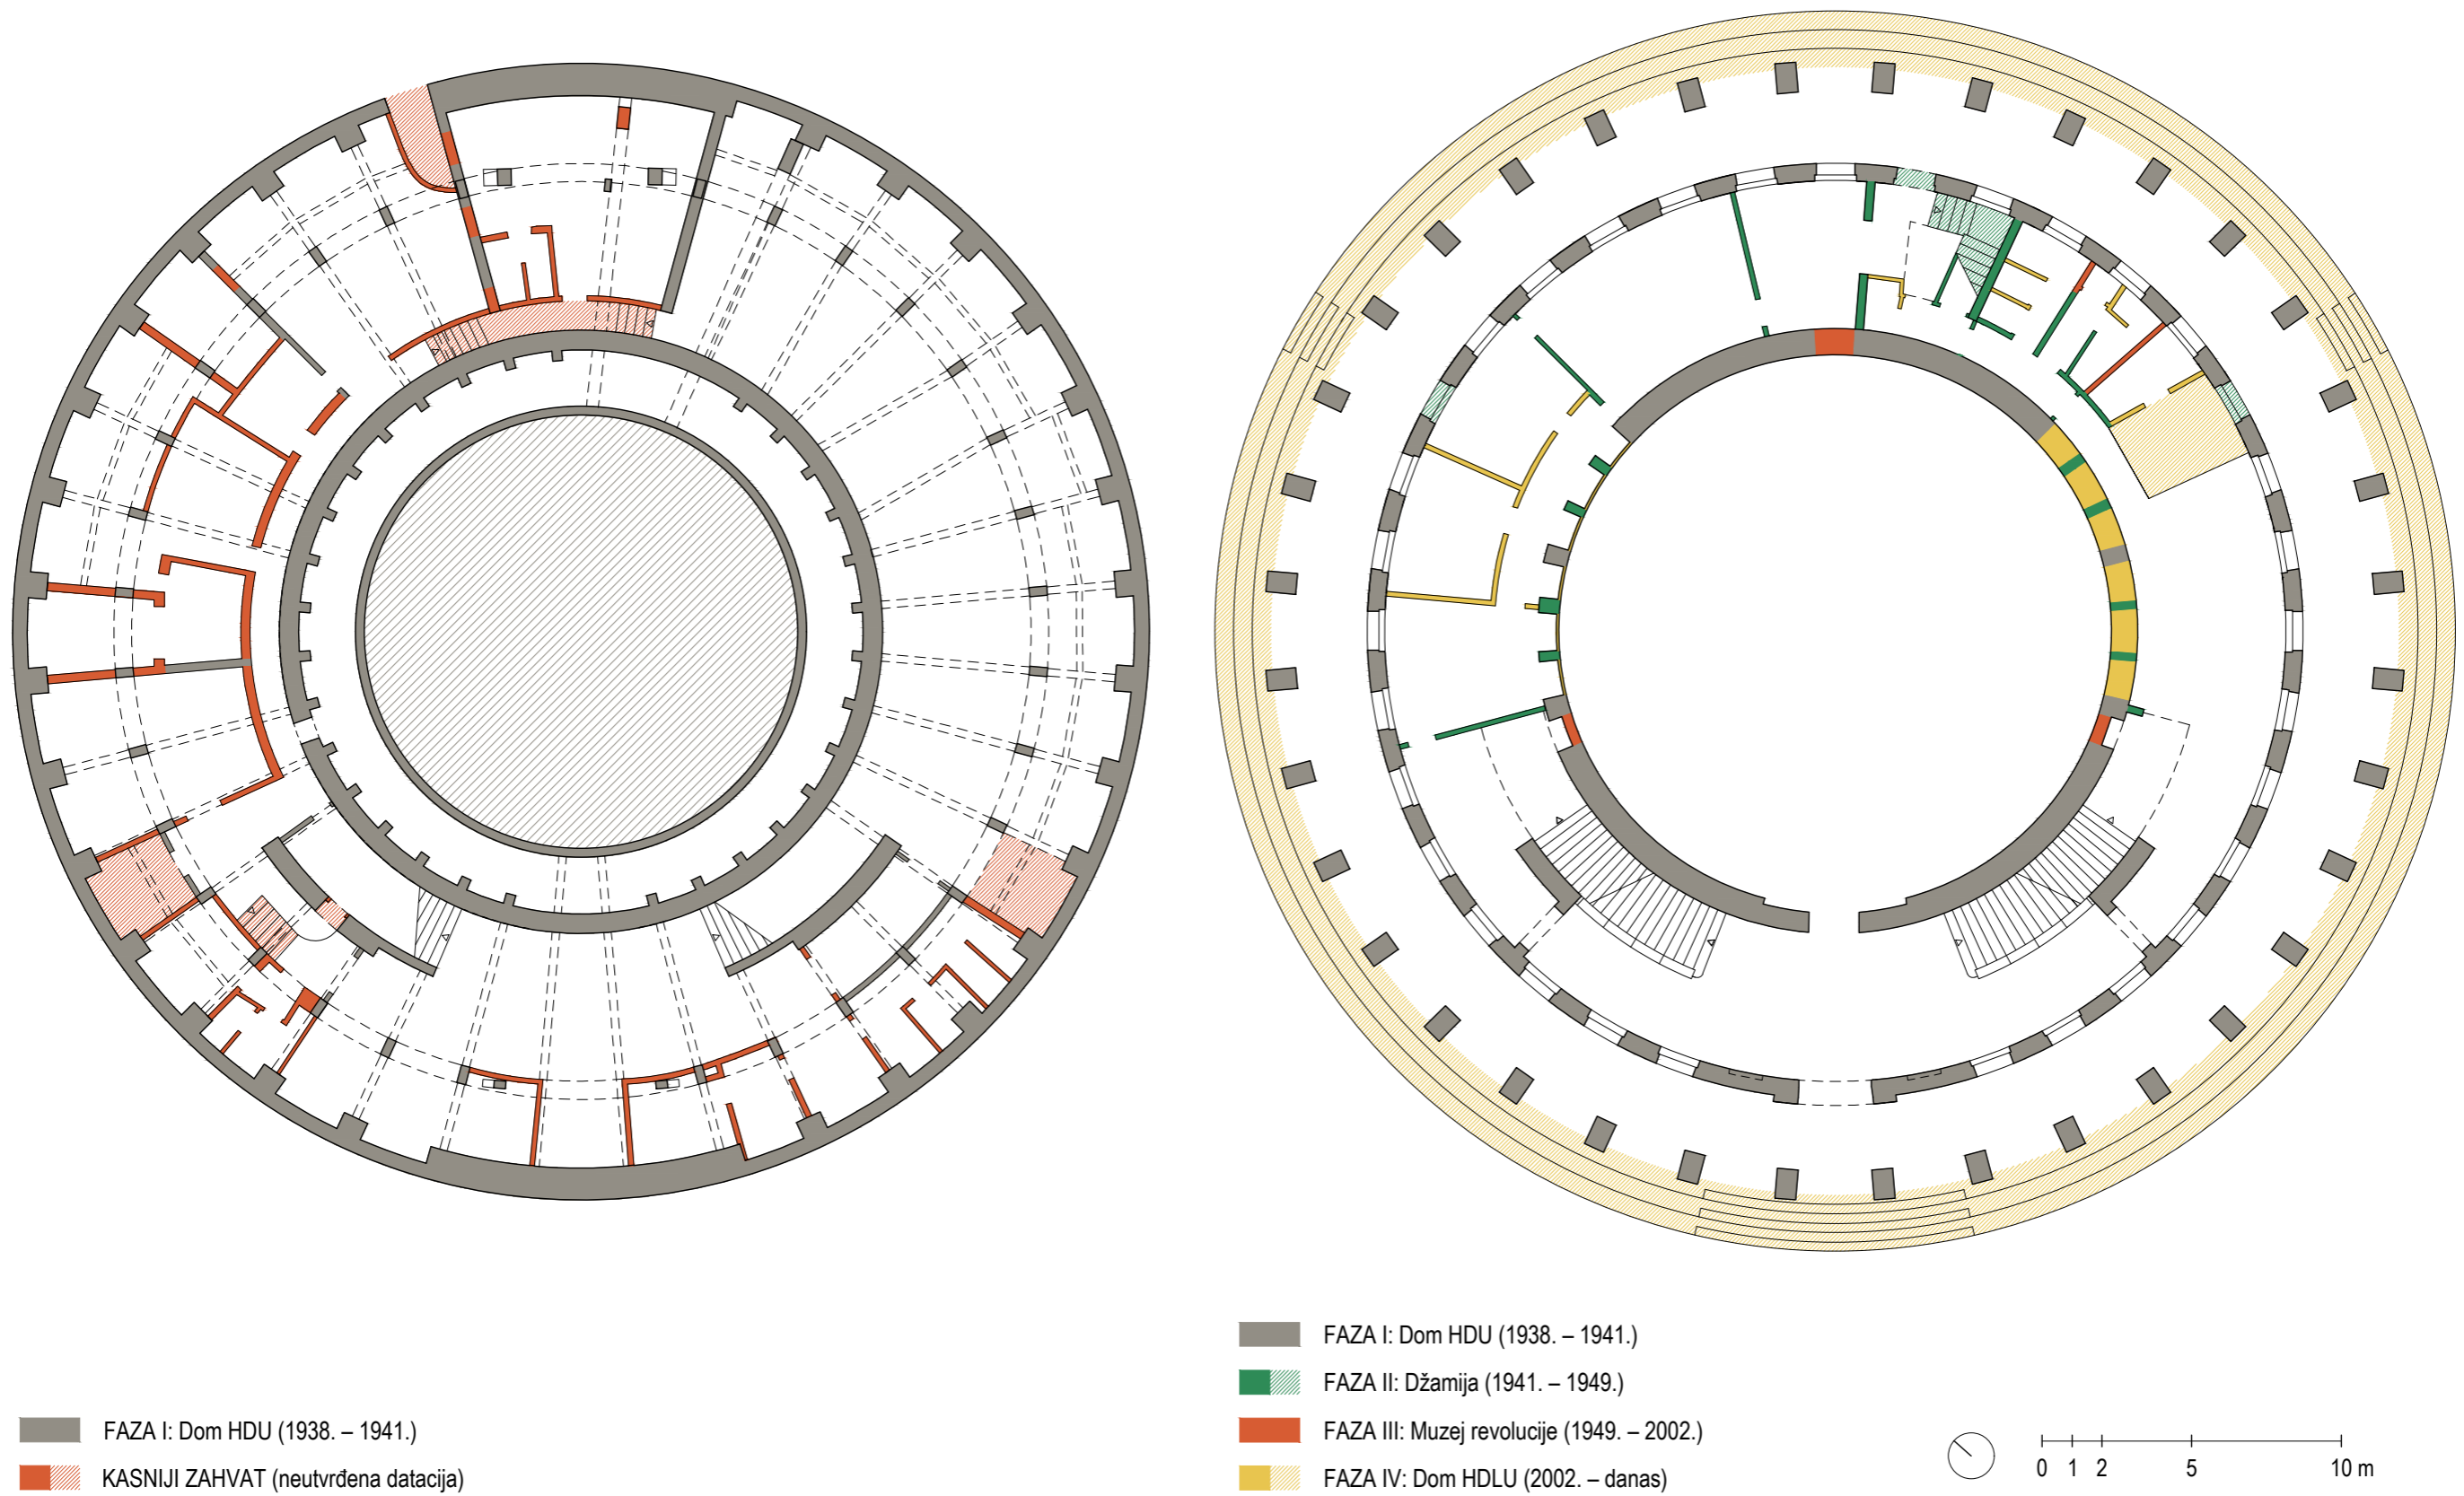 FAZA I: Dom HDU (1938. – 1941.)
KASNIJI ZAHVAT (neutvrđena datacija)
FAZA I: Dom HDU (1938. – 1941.)
FAZA II: Džamija (1941. – 1949.)
FAZA III: Muzej revolucije (1949. – 2002.)
FAZA IV: Dom HDLU (2002. – danas)
0 1 2 5 10 m